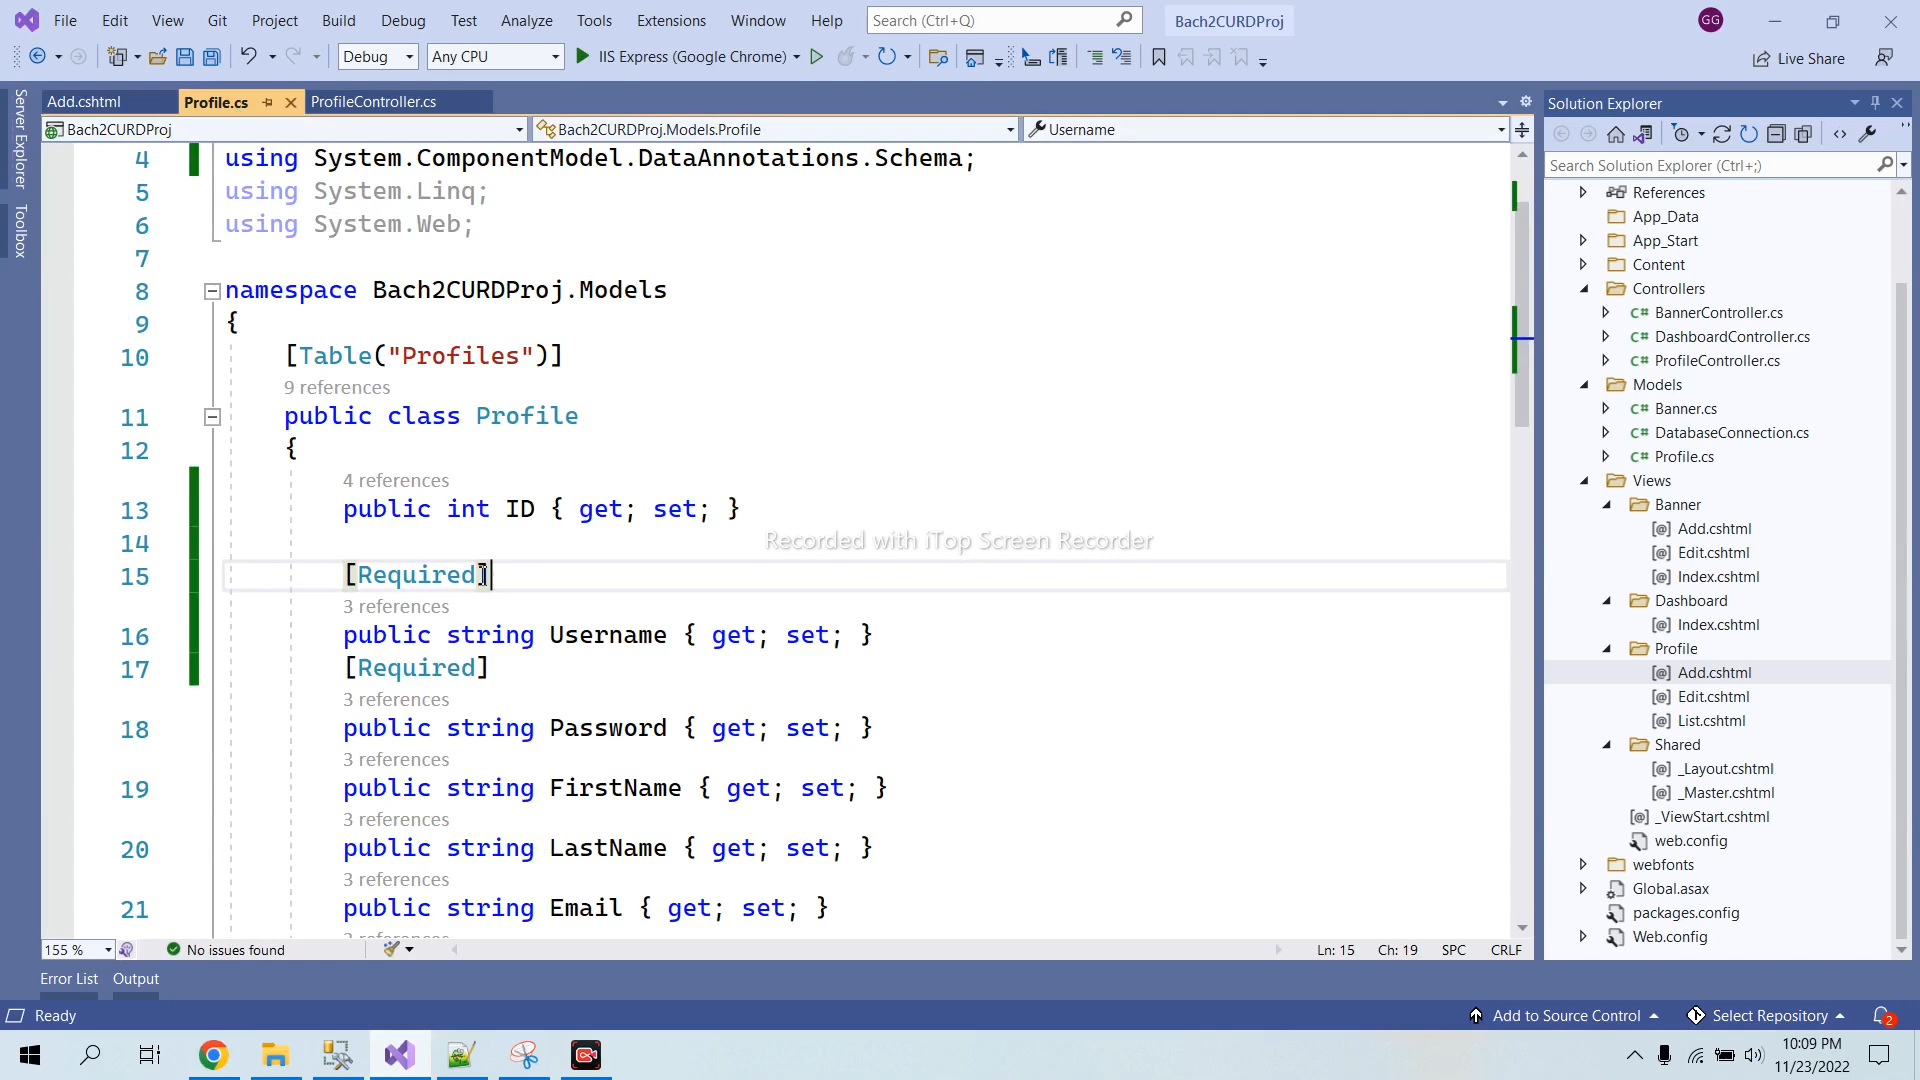 File Edit View Git Project Build Debug Test Analyze Tools Extensions Window Help Search (Ctrl+Q) Bach2CURDProj GG
Debug Any CPU IIS Express (Google Chrome) Live Share
Server Explorer
Toolbox
Add.cshtml Profile.cs ProfileController.cs
Bach2CURDProj Bach2CURDProj.Models.Profile Username
4 using System.ComponentModel.DataAnnotations.Schema;
5 using System.Linq;
6 using System.Web;
7
8 namespace Bach2CURDProj.Models
9 {
10 [Table("Profiles")]
9 references
11 public class Profile
12 {
4 references
13 public int ID { get; set; }
14
Recorded with iTop Screen Recorder
15 [Required]
3 references
16 public string Username { get; set; }
17 [Required]
3 references
18 public string Password { get; set; }
3 references
19 public string FirstName { get; set; }
3 references
20 public string LastName { get; set; }
3 references
21 public string Email { get; set; }
155 % No issues found Ln: 15 Ch: 19 SPC CRLF
Solution Explorer
Search Solution Explorer (Ctrl+;)
References
App_Data
App_Start
Content
Controllers
C# BannerController.cs
C# DashboardController.cs
C# ProfileController.cs
Models
C# Banner.cs
C# DatabaseConnection.cs
C# Profile.cs
Views
Banner
[@] Add.cshtml
[@] Edit.cshtml
[@] Index.cshtml
Dashboard
[@] Index.cshtml
Profile
[@] Add.cshtml
[@] Edit.cshtml
[@] List.cshtml
Shared
[@] _Layout.cshtml
[@] _Master.cshtml
[@] _ViewStart.cshtml
web.config
webfonts
Global.asax
packages.config
Web.config
Error List Output
Ready Add to Source Control Select Repository 2
10:09 PM
11/23/2022